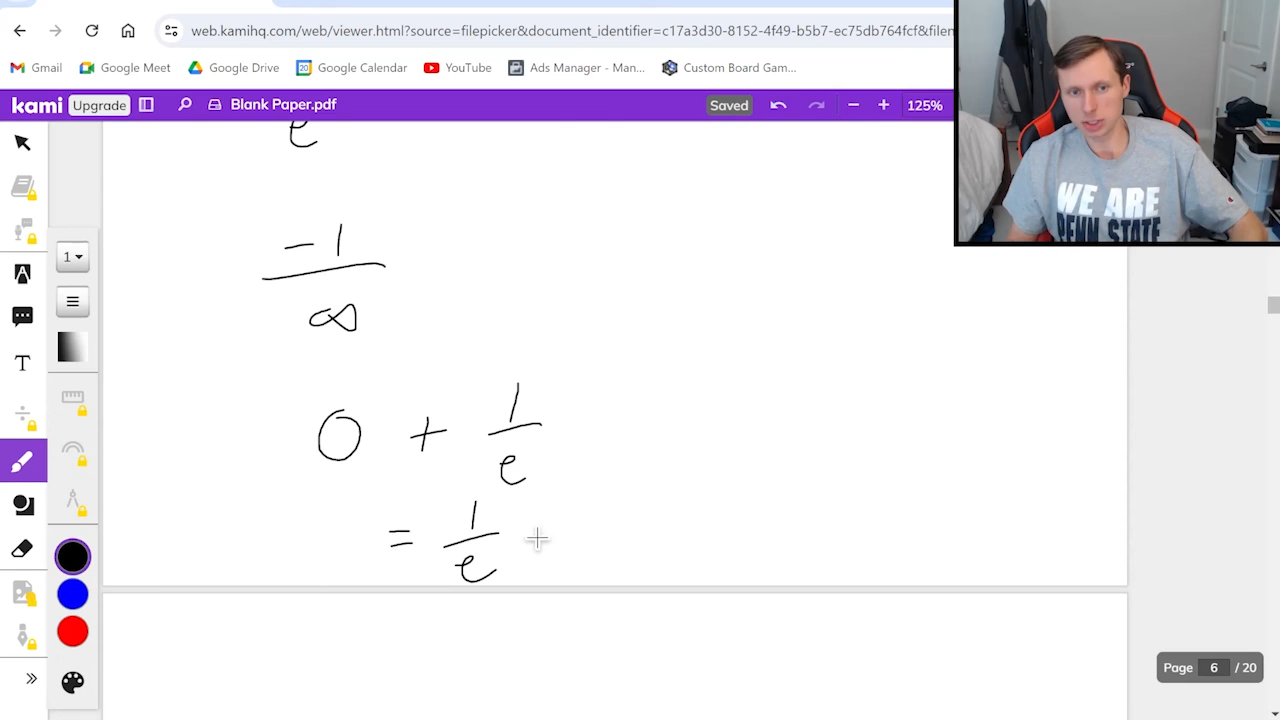 web.kamihq.com/web/viewer.html?source=filepicker&document_identifier=c17a3d30-8152-4f49-b5b7-ec75db764fcf&filen
Gmail Google Meet Google Drive Google Calendar YouTube Ads Manager - Man... Custom Board Gam...
kami Upgrade Blank Paper.pdf Saved 125%
e
-1
∞
0 + 1/e
= 1/e
1
T
WE ARE
PENN STATE
Page 6 / 20